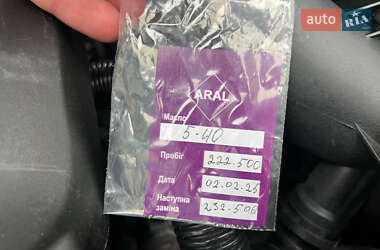 auto RIA
ARAL
Масло
5-40
Пробіг 222.500
Дата 02.02.25
Наступна
заміна 232.500